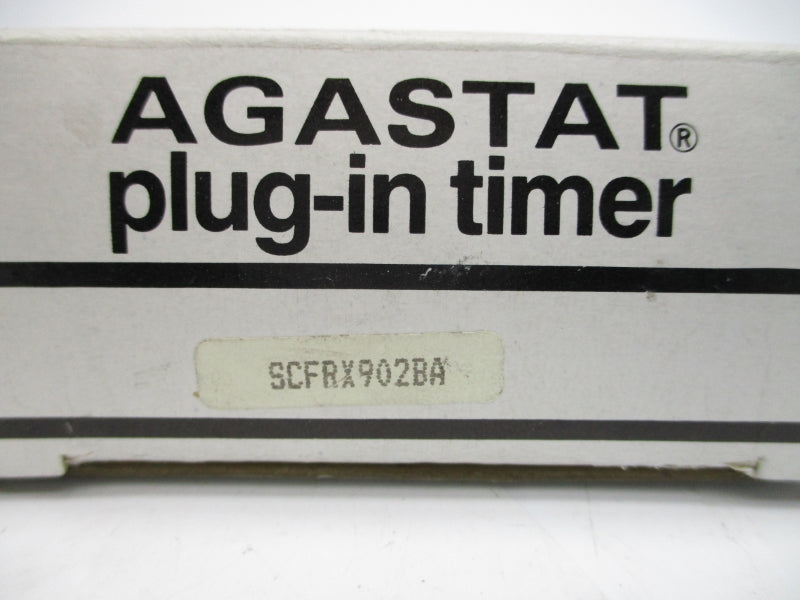 AGASTAT®
plug-in timer
SCFRX902BA